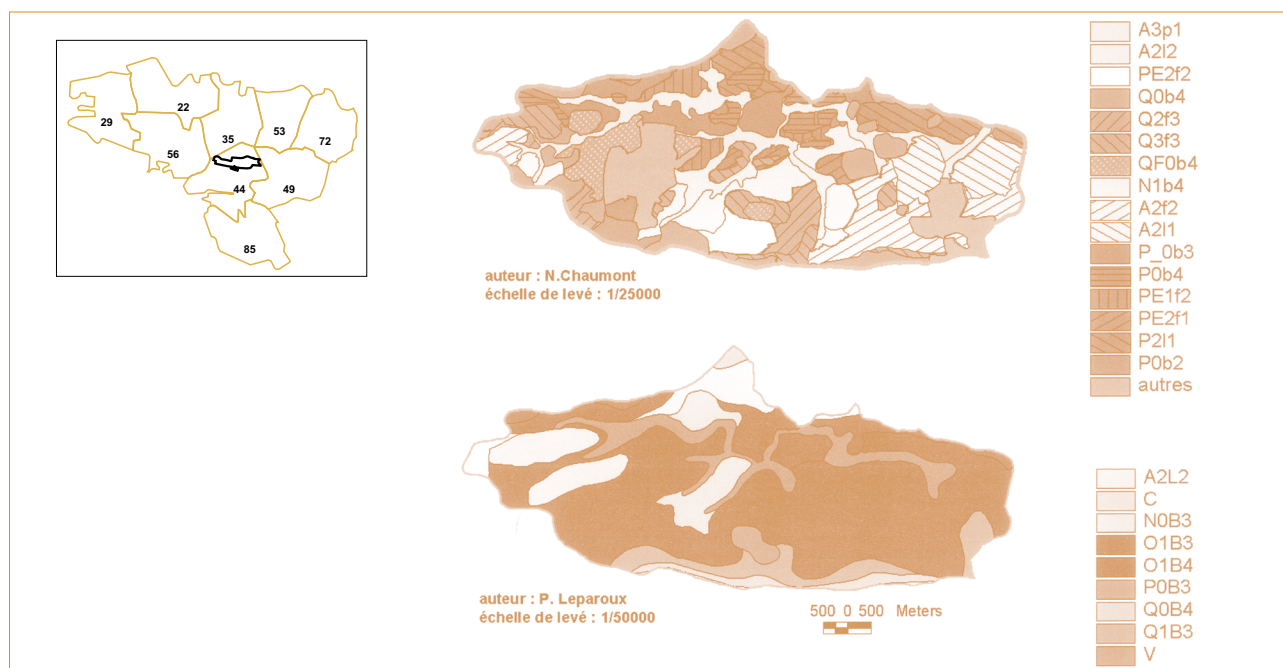 22
29
35
53
72
56
44
49
85
auteur : N.Chaumont
échelle de levé : 1/25000
A3p1
A2l2
PE2f2
Q0b4
Q2f3
Q3f3
QF0b4
N1b4
A2f2
A2l1
P_0b3
P0b4
PE1f2
PE2f1
P2l1
P0b2
autres
auteur : P. Leparoux
échelle de levé : 1/50000
500 0 500 Meters
A2L2
C
N0B3
O1B3
O1B4
P0B3
Q0B4
Q1B3
V